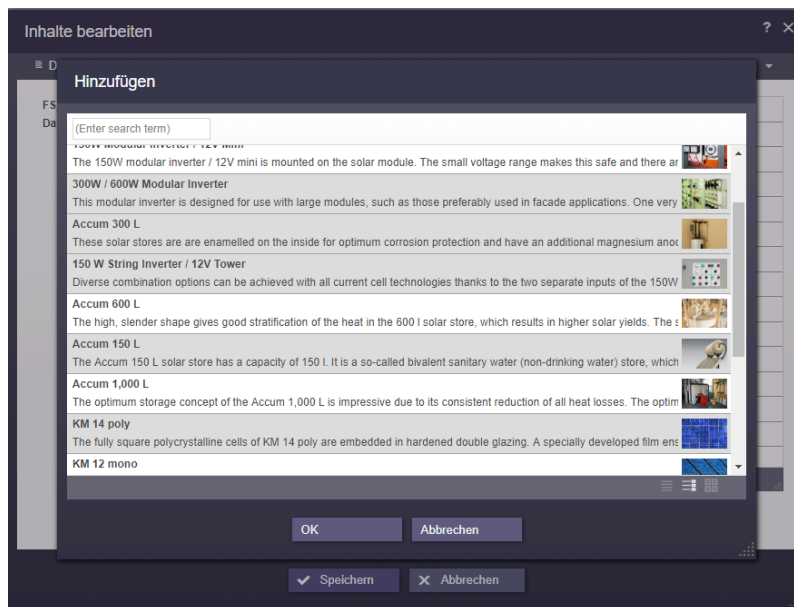 Inhalte bearbeiten
?
D
Hinzufügen
FS
Da
(Enter search term)
150W Modular Inverter / 12V Mini
The 150W modular inverter / 12V mini is mounted on the solar module. The small voltage range makes this safe and there ar
300W / 600W Modular Inverter
This modular inverter is designed for use with large modules, such as those preferably used in facade applications. One very
Accum 300 L
These solar stores are are enamelled on the inside for optimum corrosion protection and have an additional magnesium anod
150 W String Inverter / 12V Tower
Diverse combination options can be achieved with all current cell technologies thanks to the two separate inputs of the 150W
Accum 600 L
The high, slender shape gives good stratification of the heat in the 600 l solar store, which results in higher solar yields. The s
Accum 150 L
The Accum 150 L solar store has a capacity of 150 l. It is a so-called bivalent sanitary water (non-drinking water) store, which
Accum 1,000 L
The optimum storage concept of the Accum 1,000 L is impressive due to its consistent reduction of all heat losses. The optim
KM 14 poly
The fully square polycrystalline cells of KM 14 poly are embedded in hardened double glazing. A specially developed film ens
KM 12 mono
OK
Abbrechen
Speichern
Abbrechen